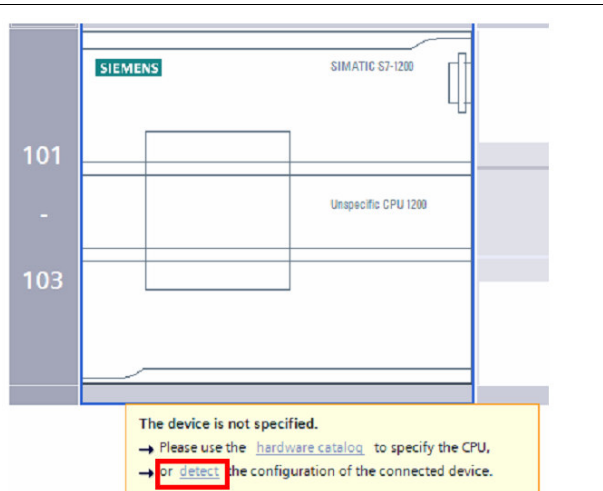 SIEMENS
SIMATIC S7-1200
101
-
103
Unspecific CPU 1200
The device is not specified.
→ Please use the hardware catalog to specify the CPU,
→ or detect the configuration of the connected device.